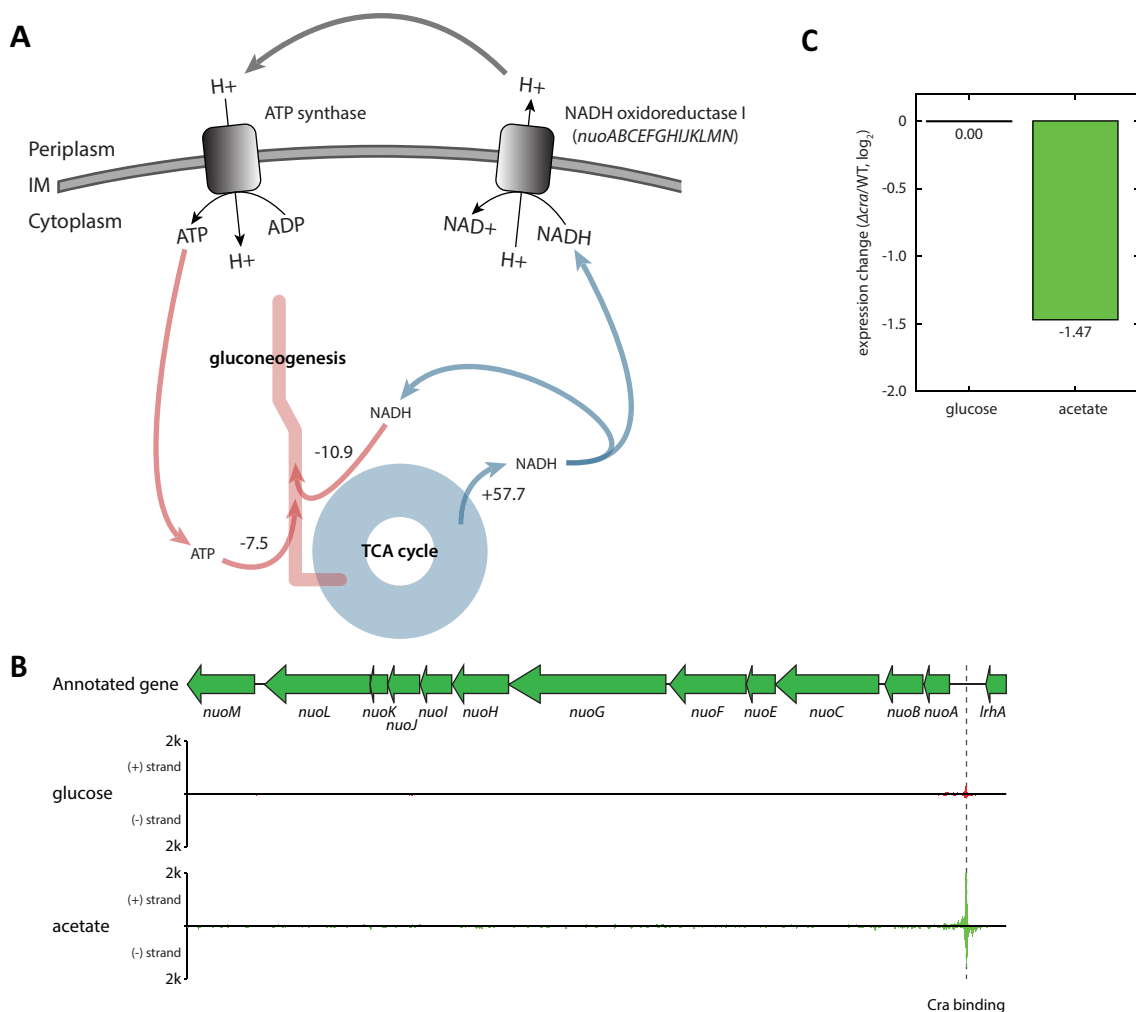 A
H+
ATP synthase
H+
NADH oxidoreductase I
(nuoABCEFGHIJKLMN)
Periplasm
IM
Cytoplasm
ATP
ADP
H+
NAD+
NADH
H+
gluconeogenesis
NADH
-10.9
NADH
+57.7
-7.5
ATP
TCA cycle
C
expression change (Δcra/WT, log₂)
0
-0.5
-1.0
-1.5
-2.0
0.00
-1.47
glucose
acetate
B
Annotated gene
nuoM
nuoL
nuoK
nuoJ
nuoI
nuoH
nuoG
nuoF
nuoE
nuoC
nuoB
nuoA
lrhA
2k
(+) strand
glucose
(-) strand
2k
2k
(+) strand
acetate
(-) strand
2k
Cra binding